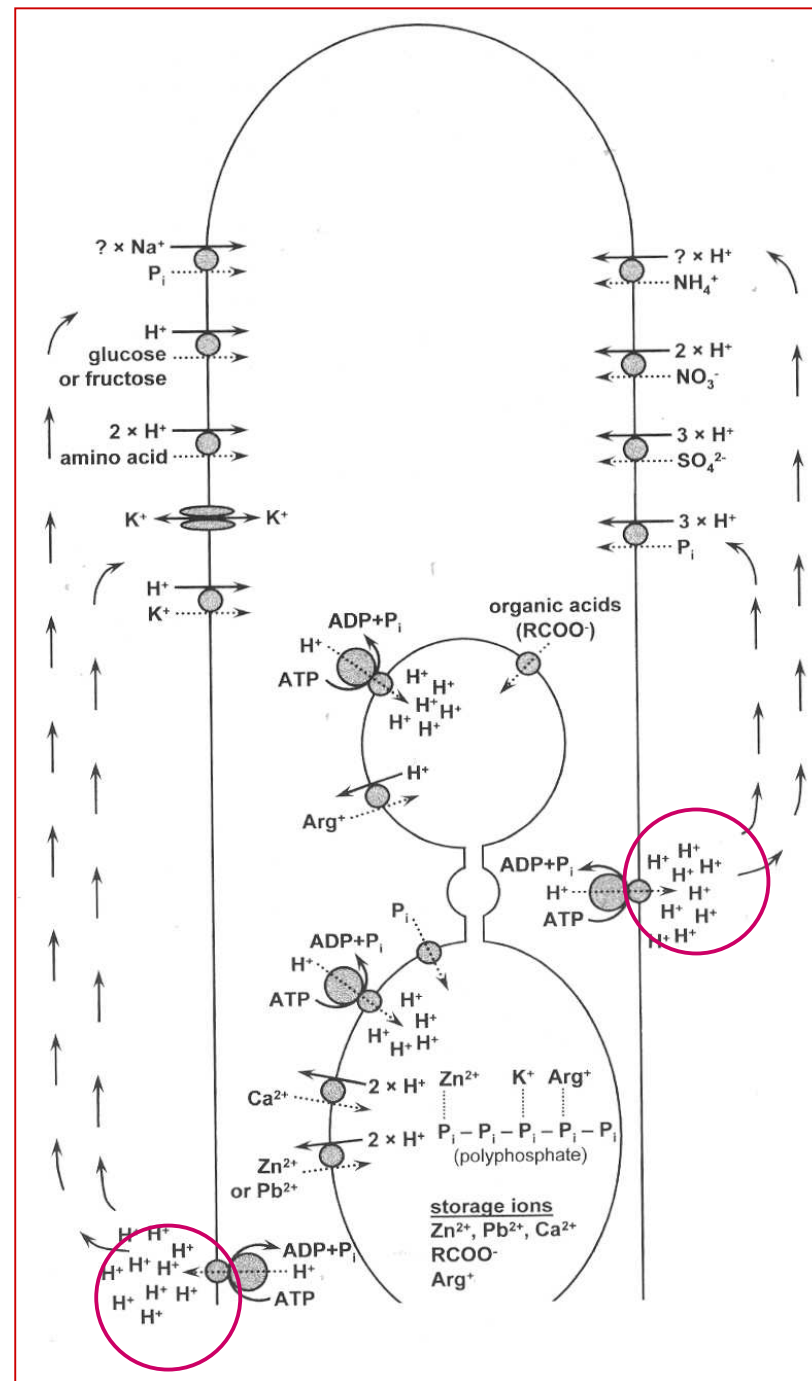 ? × Na⁺
Pᵢ
H⁺
glucose
or fructose
2 × H⁺
amino acid
K⁺ K⁺
H⁺
K⁺
? × H⁺
NH₄⁺
2 × H⁺
NO₃⁻
3 × H⁺
SO₄²⁻
3 × H⁺
Pᵢ
organic acids
(RCOO⁻)
ADP+Pᵢ
H⁺
ATP
H⁺ H⁺
H⁺ H⁺
H⁺ H⁺
H⁺
Arg⁺
ADP+Pᵢ
H⁺
ATP
H⁺ H⁺
H⁺ H⁺
H⁺
H⁺ H⁺
H⁺ H⁺
Pᵢ
ADP+Pᵢ
H⁺
ATP
H⁺ H⁺
H⁺ H⁺ H⁺
2 × H⁺
Ca²⁺
2 × H⁺
Zn²⁺
or Pb²⁺
Zn²⁺ K⁺ Arg⁺
Pᵢ – Pᵢ – Pᵢ – Pᵢ – Pᵢ
(polyphosphate)
storage ions
Zn²⁺, Pb²⁺, Ca²⁺
RCOO⁻
Arg⁺
H⁺ H⁺
H⁺ H⁺
H⁺ H⁺
H⁺ H⁺
H⁺ H⁺
ADP+Pᵢ
H⁺
ATP